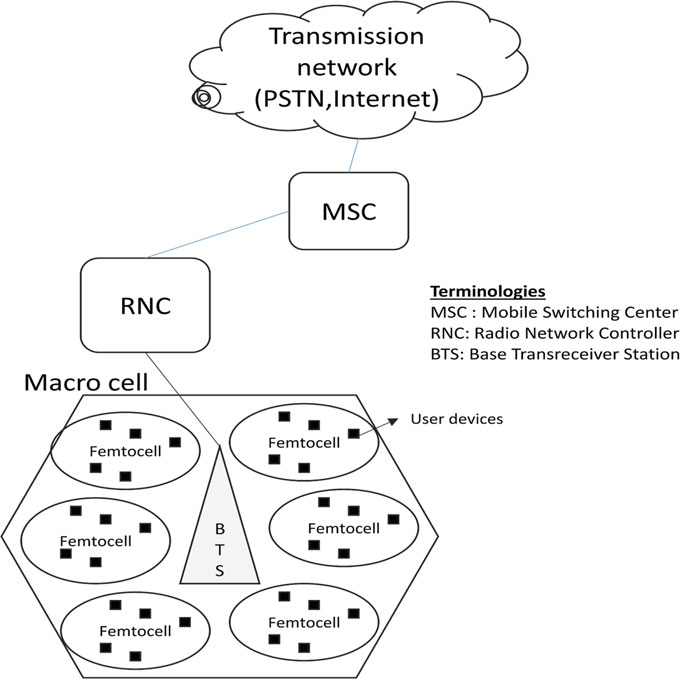 Transmission
network
(PSTN,Internet)
MSC
RNC
Terminologies
MSC : Mobile Switching Center
RNC: Radio Network Controller
BTS: Base Transreceiver Station
Macro cell
User devices
Femtocell
Femtocell
Femtocell
Femtocell
B
T
S
Femtocell
Femtocell